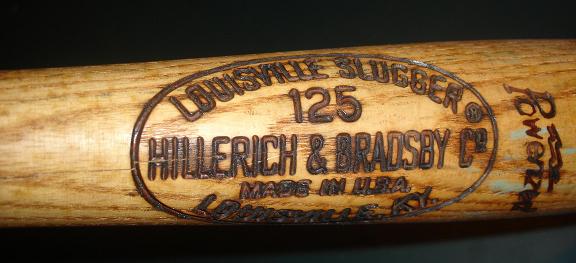 LOUISVILLE SLUGGER®
125
HILLERICH & BRADSBY Co
MADE IN U.S.A.
LOUISVILLE, KY.
Powerized